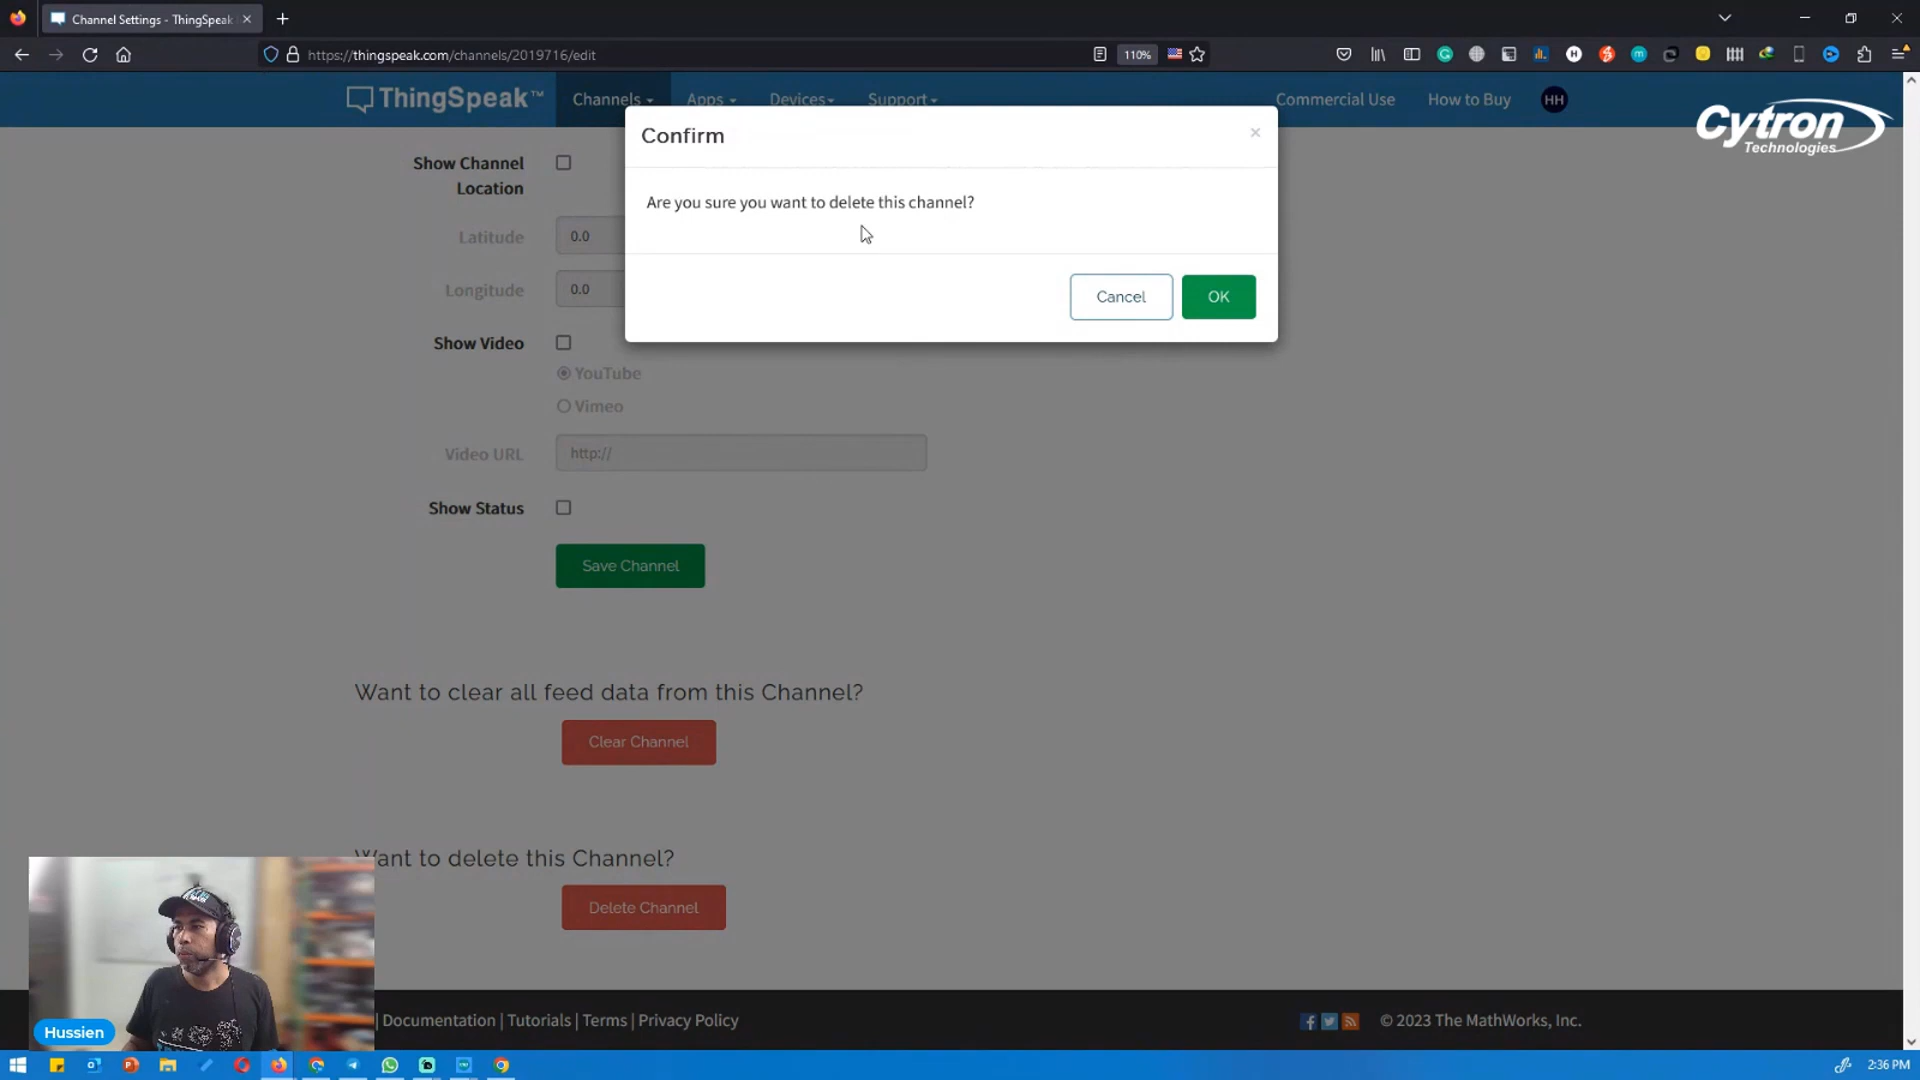 Channel Settings - ThingSpeak
https://thingspeak.com/channels/2019716/edit
110%
ThingSpeak™
Channels
Apps
Devices
Support
Commercial Use
How to Buy
HH
Cytron
Technologies
Confirm
Are you sure you want to delete this channel?
Cancel
OK
Show Channel
Location
Latitude
0.0
Longitude
0.0
Show Video
YouTube
Vimeo
Video URL
http://
Show Status
Save Channel
Want to clear all feed data from this Channel?
Clear Channel
Want to delete this Channel?
Delete Channel
Hussien
| Documentation | Tutorials | Terms | Privacy Policy
© 2023 The MathWorks, Inc.
2:36 PM